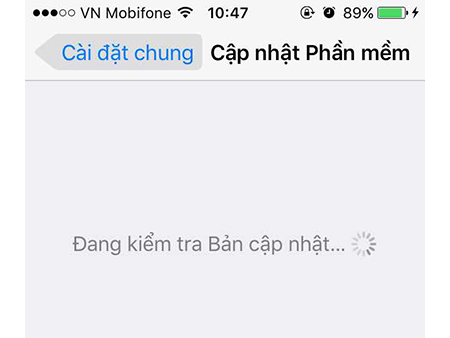 VN Mobifone 10:47 89%
Cài đặt chung Cập nhật Phần mềm
Đang kiểm tra Bản cập nhật...